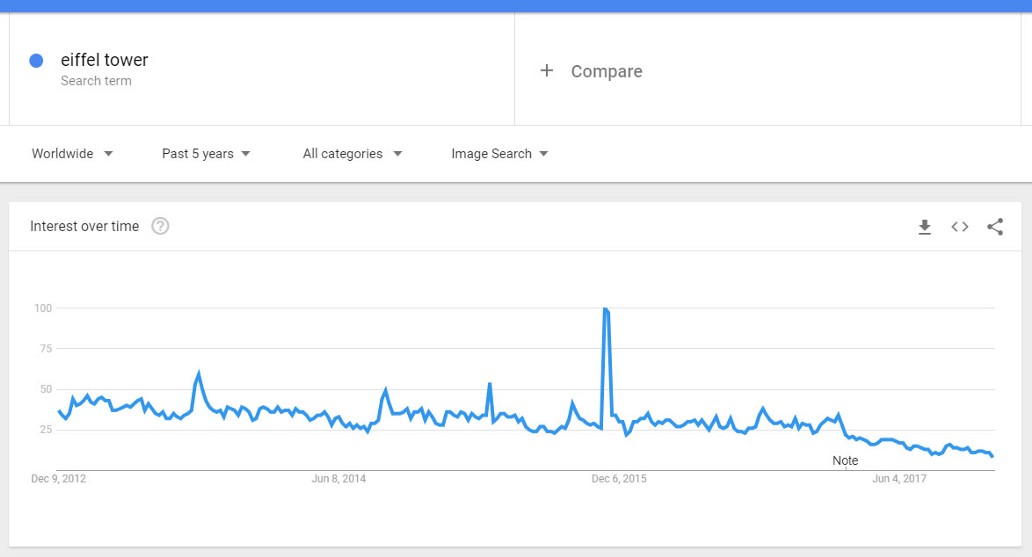 eiffel tower
Search term
+ Compare
Worldwide
Past 5 years
All categories
Image Search
Interest over time ?
100
75
50
25
Note
Dec 9, 2012
Jun 8, 2014
Dec 6, 2015
Jun 4, 2017